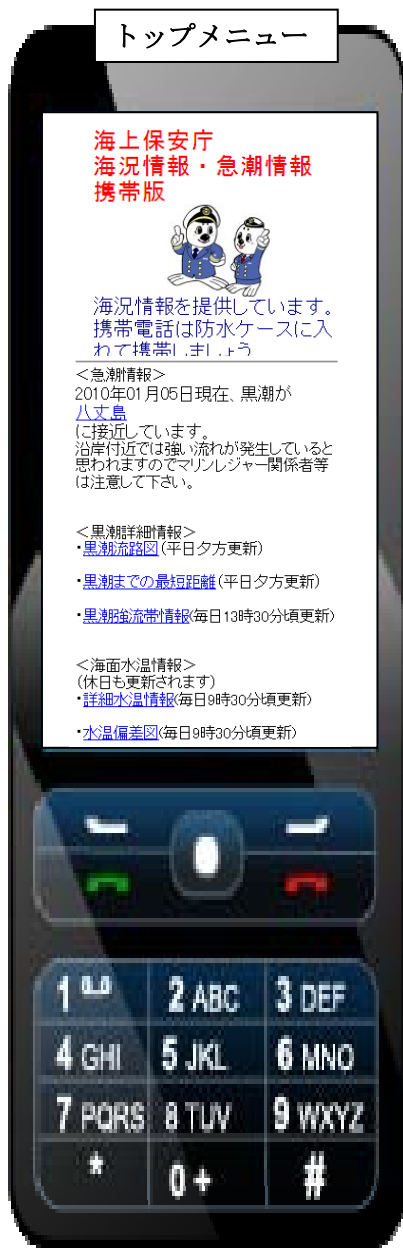 トップメニュー
海上保安庁
海況情報・急潮情報
携帯版
海況情報を提供しています。
携帯電話は防水ケースに入
れて携帯しましょう
＜急潮情報＞
2010年01月05日現在、黒潮が
八丈島
に接近しています。
沿岸付近では強い流れが発生していると
思われますのでマリンレジャー関係者等
は注意して下さい。
＜黒潮詳細情報＞
・黒潮流路図(平日夕方更新)
・黒潮までの最短距離(平日夕方更新)
・黒潮強流帯情報(毎日13時30分頃更新)
＜海面水温情報＞
(休日も更新されます)
・詳細水温情報(毎日9時30分頃更新)
・水温偏差図(毎日9時30分頃更新)
1 2 ABC 3 DEF
4 GHI 5 JKL 6 MNO
7 PQRS 8 TUV 9 WXYZ
* 0 + #